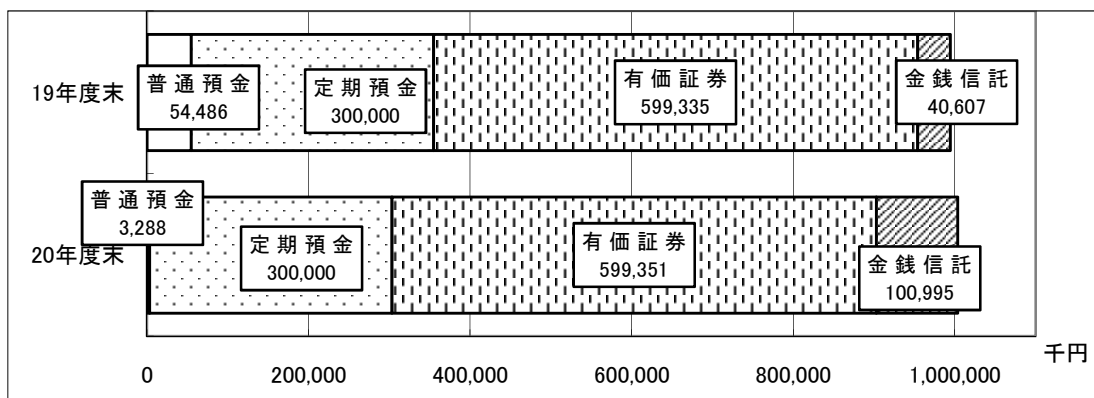 19年度末
普通預金
54,486
定期預金
300,000
有価証券
599,335
金銭信託
40,607
20年度末
普通預金
3,288
定期預金
300,000
有価証券
599,351
金銭信託
100,995
千円
0
200,000
400,000
600,000
800,000
1,000,000